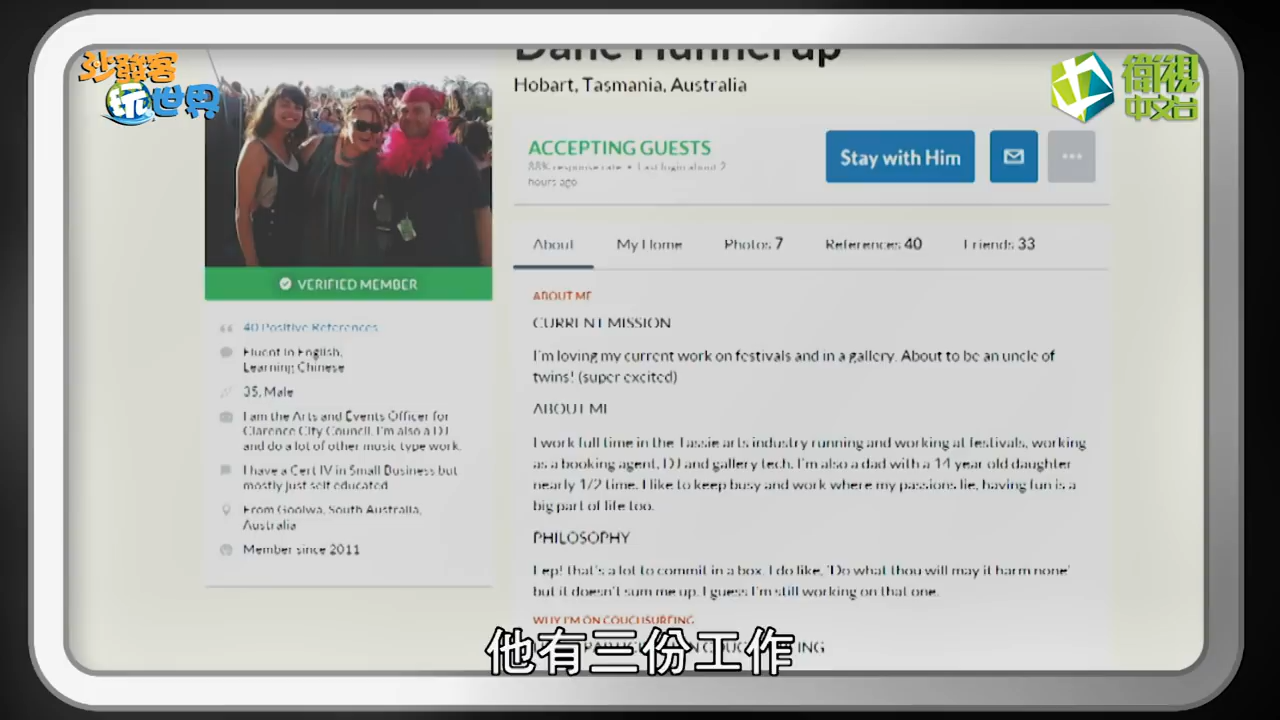 沙發客
玩世界
衛視
中文台
Hobart, Tasmania, Australia
ACCEPTING GUESTS
88% response rate • Last login about 2
hours ago
Stay with Him
About
My Home
Photos 7
References 40
Friends 33
VERIFIED MEMBER
40 Positive References
Fluent in English,
Learning Chinese
35, Male
I am the Arts and Events Officer for
Clarence City Council. I'm also a DJ
and do a lot of other music type work.
I have a Cert IV in Small Business but
mostly just self educated
From Goolwa, South Australia,
Australia
Member since 2011
ABOUT ME
CURRENT MISSION
I'm loving my current work on festivals and in a gallery. About to be an uncle of
twins! (super excited)
ABOUT ME
I work full time in the Tassie arts industry running and working at festivals, working
as a booking agent, DJ and gallery tech. I'm also a dad with a 14 year old daughter
nearly 1/2 time. I like to keep busy and work where my passions lie, having fun is a
big part of life too.
PHILOSOPHY
that's a lot to commit in a box. I do like, 'Do what thou will may it harm none'
but it doesn't sum me up. I guess I'm still working on that one.
WHY I'M ON COUCHSURFING
他有三份工作